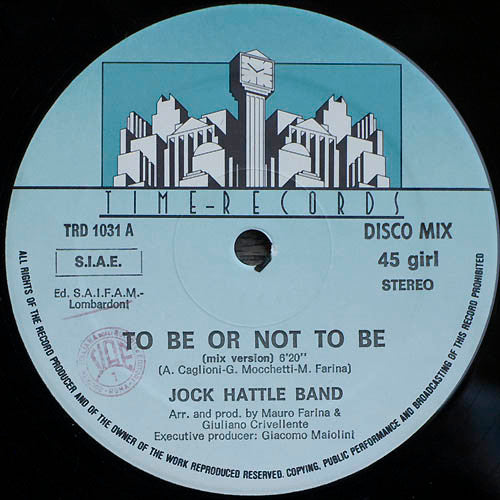 TIME-RECORDS
TRD 1031 A
DISCO MIX
S.I.A.E.
45 girl
STEREO
Ed. S.A.I.F.A.M.-
Lombardoni
TO BE OR NOT TO BE
(mix version) 6'20''
(A. Caglioni-G. Mocchetti-M. Farina)
JOCK HATTLE BAND
Arr. and prod. by Mauro Farina &
Giuliano Crivellente
Executive producer: Giacomo Maiolini
ALL RIGHTS OF THE RECORD PRODUCER AND OF THE OWNER OF THE WORK REPRODUCED RESERVED. COPYING, PUBLIC PERFORMANCE AND BROADCASTING OF THIS RECORD PROHIBITED